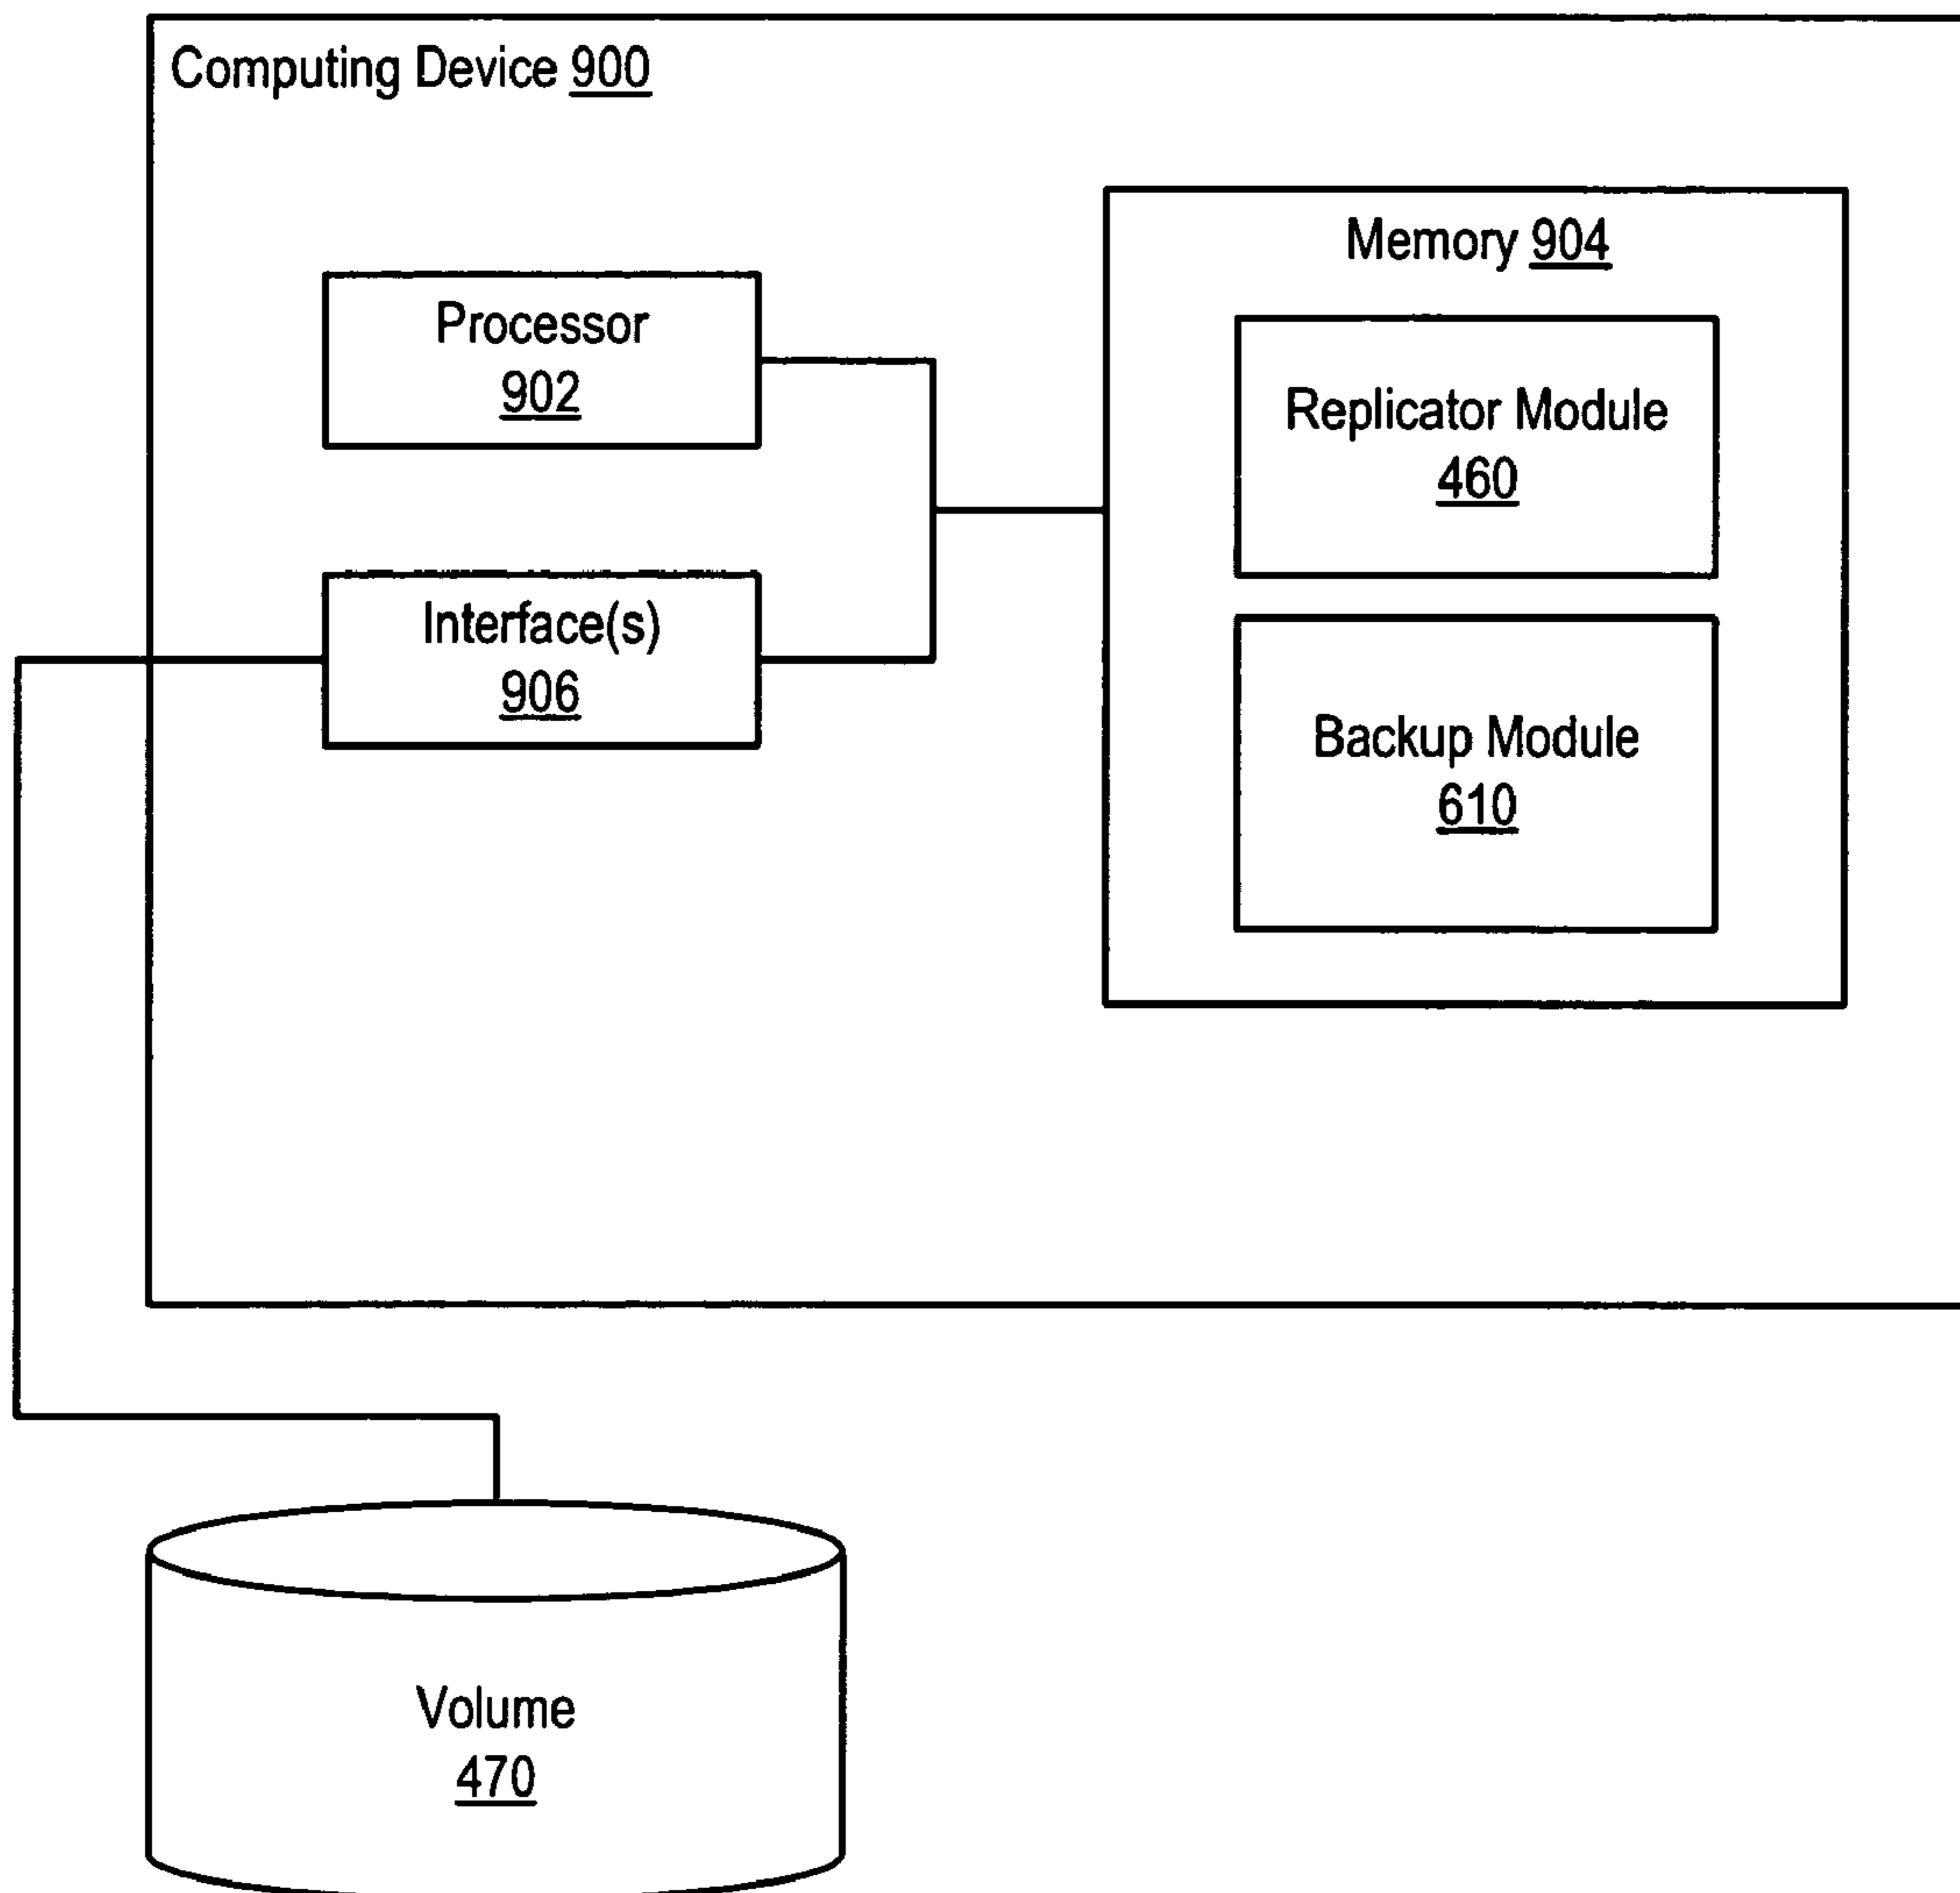 Computing Device 900
Memory 904
Processor
902
Replicator Module
460
Interface(s)
906
Backup Module
610
Volume
470